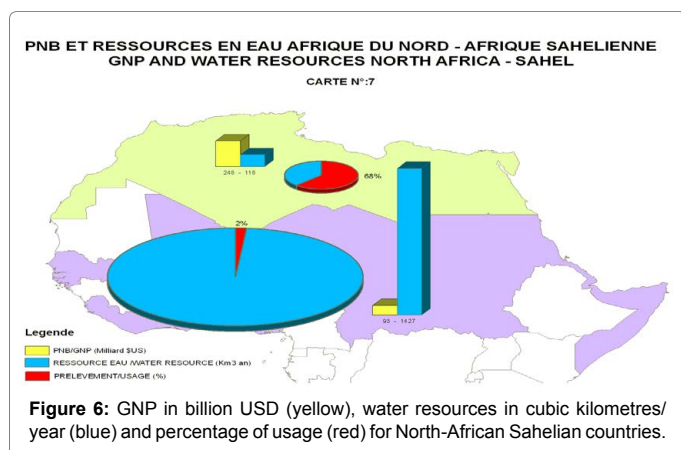 PNB ET RESSOURCES EN EAU AFRIQUE DU NORD - AFRIQUE SAHELIENNE
GNP AND WATER RESOURCES NORTH AFRICA - SAHEL
CARTE N°:7
248 - 118
68%
2%
93 - 1427
Legende
PNB/GNP (Milliard $US)
RESSOURCE EAU /WATER RESOURCE (Km3 an)
PRELEVEMENT/USAGE (%)
Figure 6: GNP in billion USD (yellow), water resources in cubic kilometres/
year (blue) and percentage of usage (red) for North-African Sahelian countries.